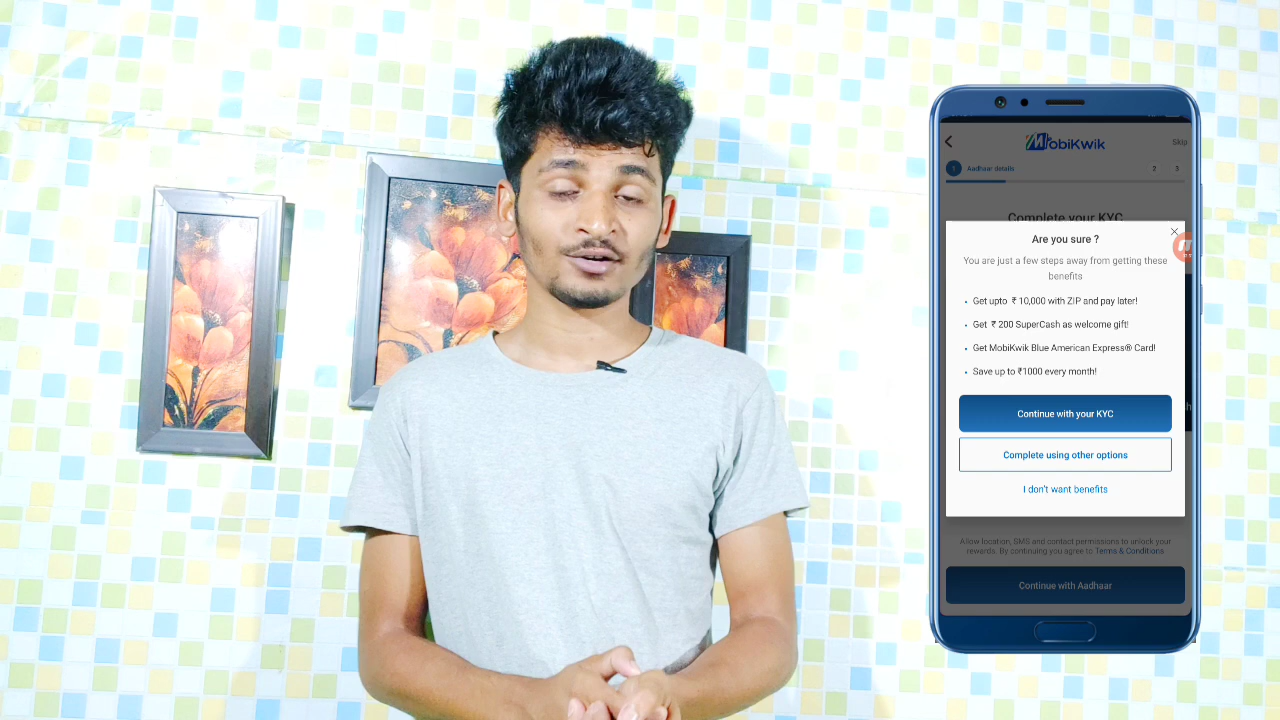 MobiKwik
Skip
1 Aadhaar details 2 3
Complete your KYC
Are you sure ?
You are just a few steps away from getting these
benefits
• Get upto ₹ 10,000 with ZIP and pay later!
• Get ₹ 200 SuperCash as welcome gift!
• Get MobiKwik Blue American Express® Card!
• Save up to ₹1000 every month!
Continue with your KYC
Complete using other options
I don't want benefits
Allow location, SMS and contact permissions to unlock your
rewards. By continuing you agree to Terms & Conditions
Continue with Aadhaar